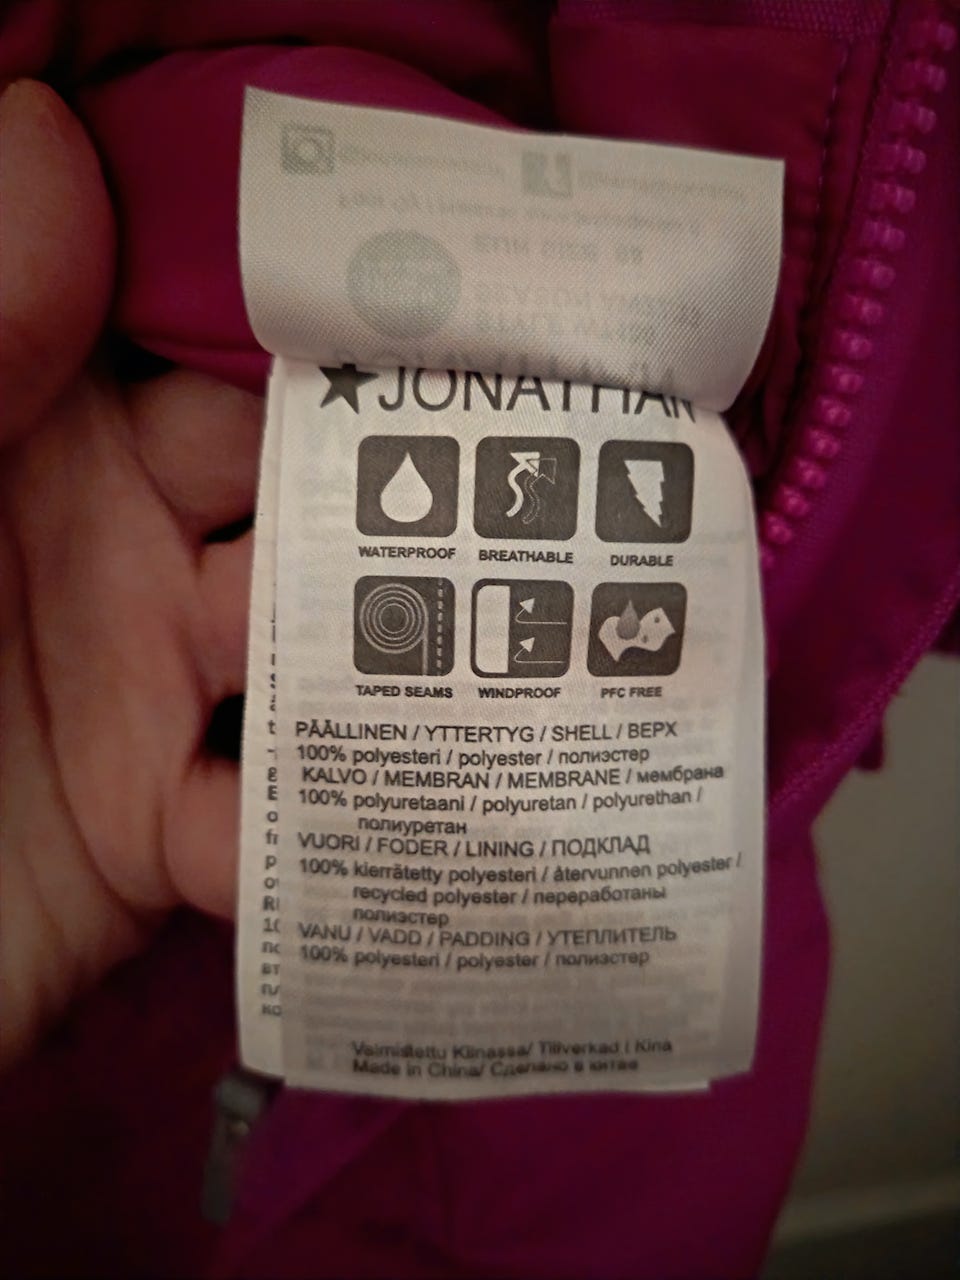 JONATHAN
WATERPROOF BREATHABLE DURABLE
TAPED SEAMS WINDPROOF PFC FREE
PÄÄLLINEN / YTTERTYG / SHELL / ВЕРХ
100% polyesteri / polyester / полиэстер
KALVO / MEMBRAN / MEMBRANE / мембрана
100% polyuretaani / polyuretan / polyurethan /
полиуретан
VUORI / FODER / LINING / ПОДКЛАД
100% kierrätetty polyesteri / återvunnen polyester /
recycled polyester / переработаны
полиэстер
VANU / VADD / PADDING / УТЕПЛИТЕЛЬ
100% polyesteri / polyester / полиэстер
Valmistettu Kiinassa/ Tillverkad i Kina
Made in China/ Сделано в китае